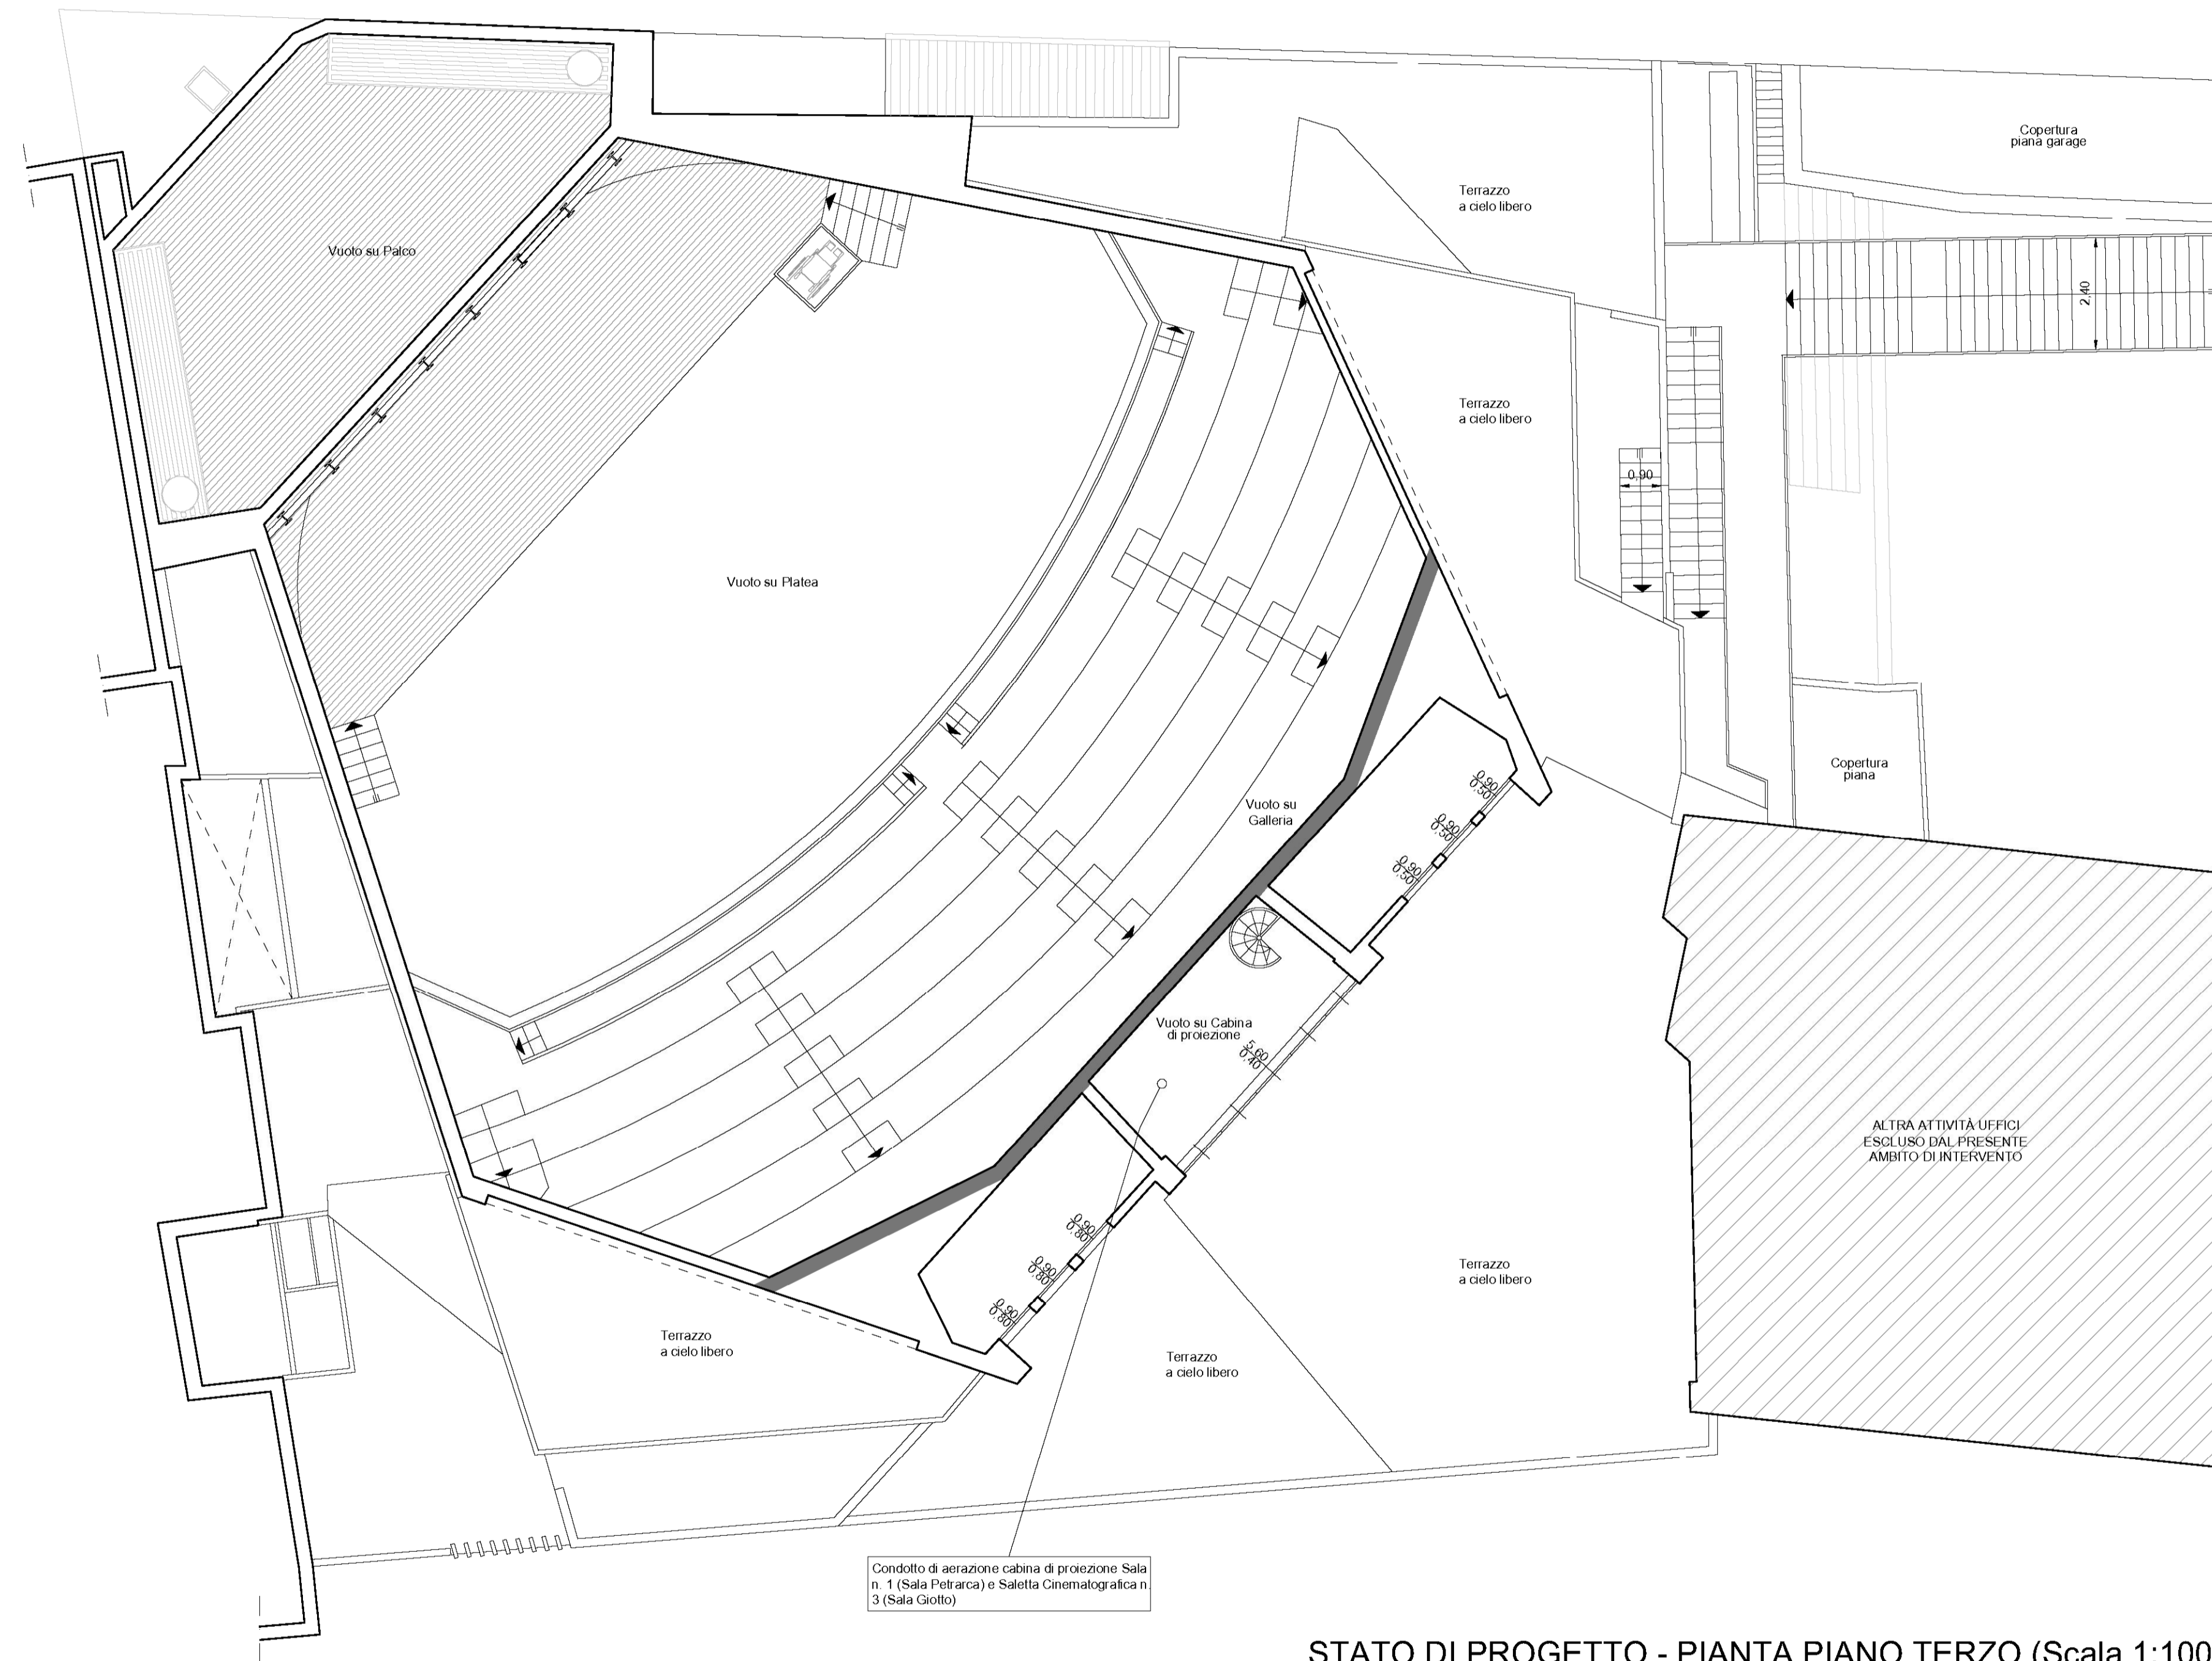 Copertura
piana garage
Terrazzo
a cielo libero
Vuoto su Palco
2,40
Terrazzo
a cielo libero
0,90
Vuoto su Platea
Copertura
piana
0,90
0,50
0,90
0,50
0,90
0,50
Vuoto su
Galleria
Vuoto su Cabina
di proiezione
5,60
0,40
ALTRA ATTIVITÀ UFFICI
ESCLUSO DAL PRESENTE
AMBITO DI INTERVENTO
0,90
0,80
0,90
0,80
0,90
0,80
Terrazzo
a cielo libero
Terrazzo
a cielo libero
Terrazzo
a cielo libero
Condotto di aerazione cabina di proiezione Sala
n. 1 (Sala Petrarca) e Saletta Cinematografica n.
3 (Sala Giotto)
STATO DI PROGETTO - PIANTA PIANO TERZO (Scala 1:100